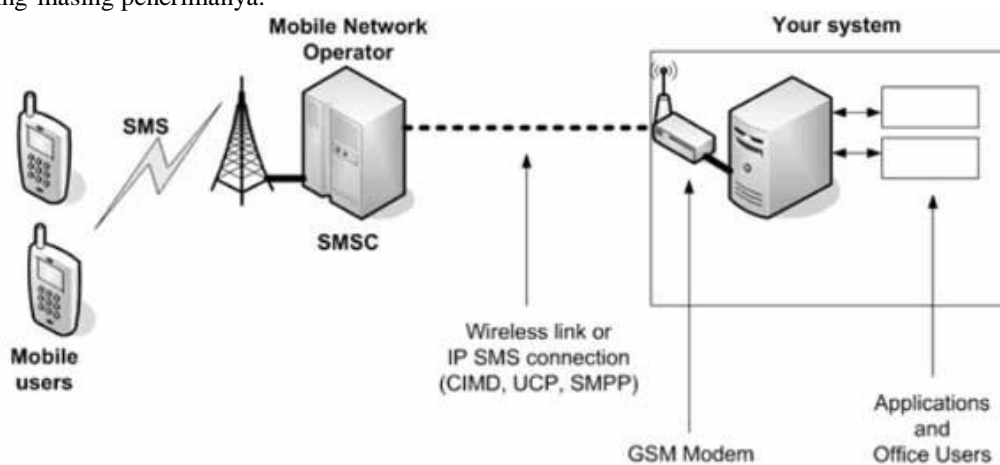 penerimanya.
Mobile Network
Operator
Your system
SMS
SMSC
Mobile
users
Wireless link or
IP SMS connection
(CIMD, UCP, SMPP)
GSM Modem
Applications
and
Office Users